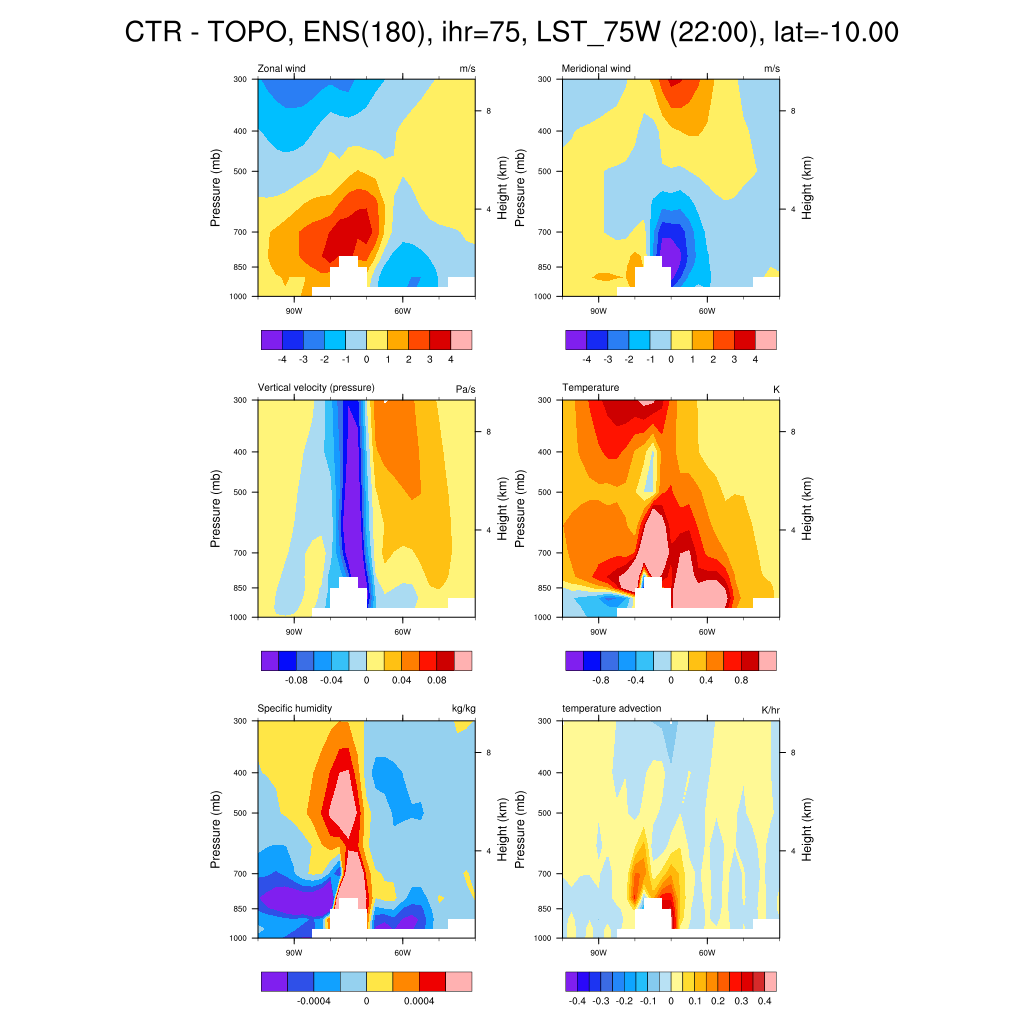 CTR - TOPO, ENS(180), ihr=75, LST_75W (22:00), lat=-10.00
Zonal wind m/s
Pressure (mb)
300
400
500
700
850
1000
8
4
Height (km)
90W 60W
-4 -3 -2 -1 0 1 2 3 4
Meridional wind m/s
Pressure (mb)
300
400
500
700
850
1000
8
4
Height (km)
90W 60W
-4 -3 -2 -1 0 1 2 3 4
Vertical velocity (pressure) Pa/s
Pressure (mb)
300
400
500
700
850
1000
8
4
Height (km)
90W 60W
-0.08 -0.04 0 0.04 0.08
Temperature K
Pressure (mb)
300
400
500
700
850
1000
8
4
Height (km)
90W 60W
-0.8 -0.4 0 0.4 0.8
Specific humidity kg/kg
Pressure (mb)
300
400
500
700
850
1000
8
4
Height (km)
90W 60W
-0.0004 0 0.0004
temperature advection K/hr
Pressure (mb)
300
400
500
700
850
1000
8
4
Height (km)
90W 60W
-0.4 -0.3 -0.2 -0.1 0 0.1 0.2 0.3 0.4